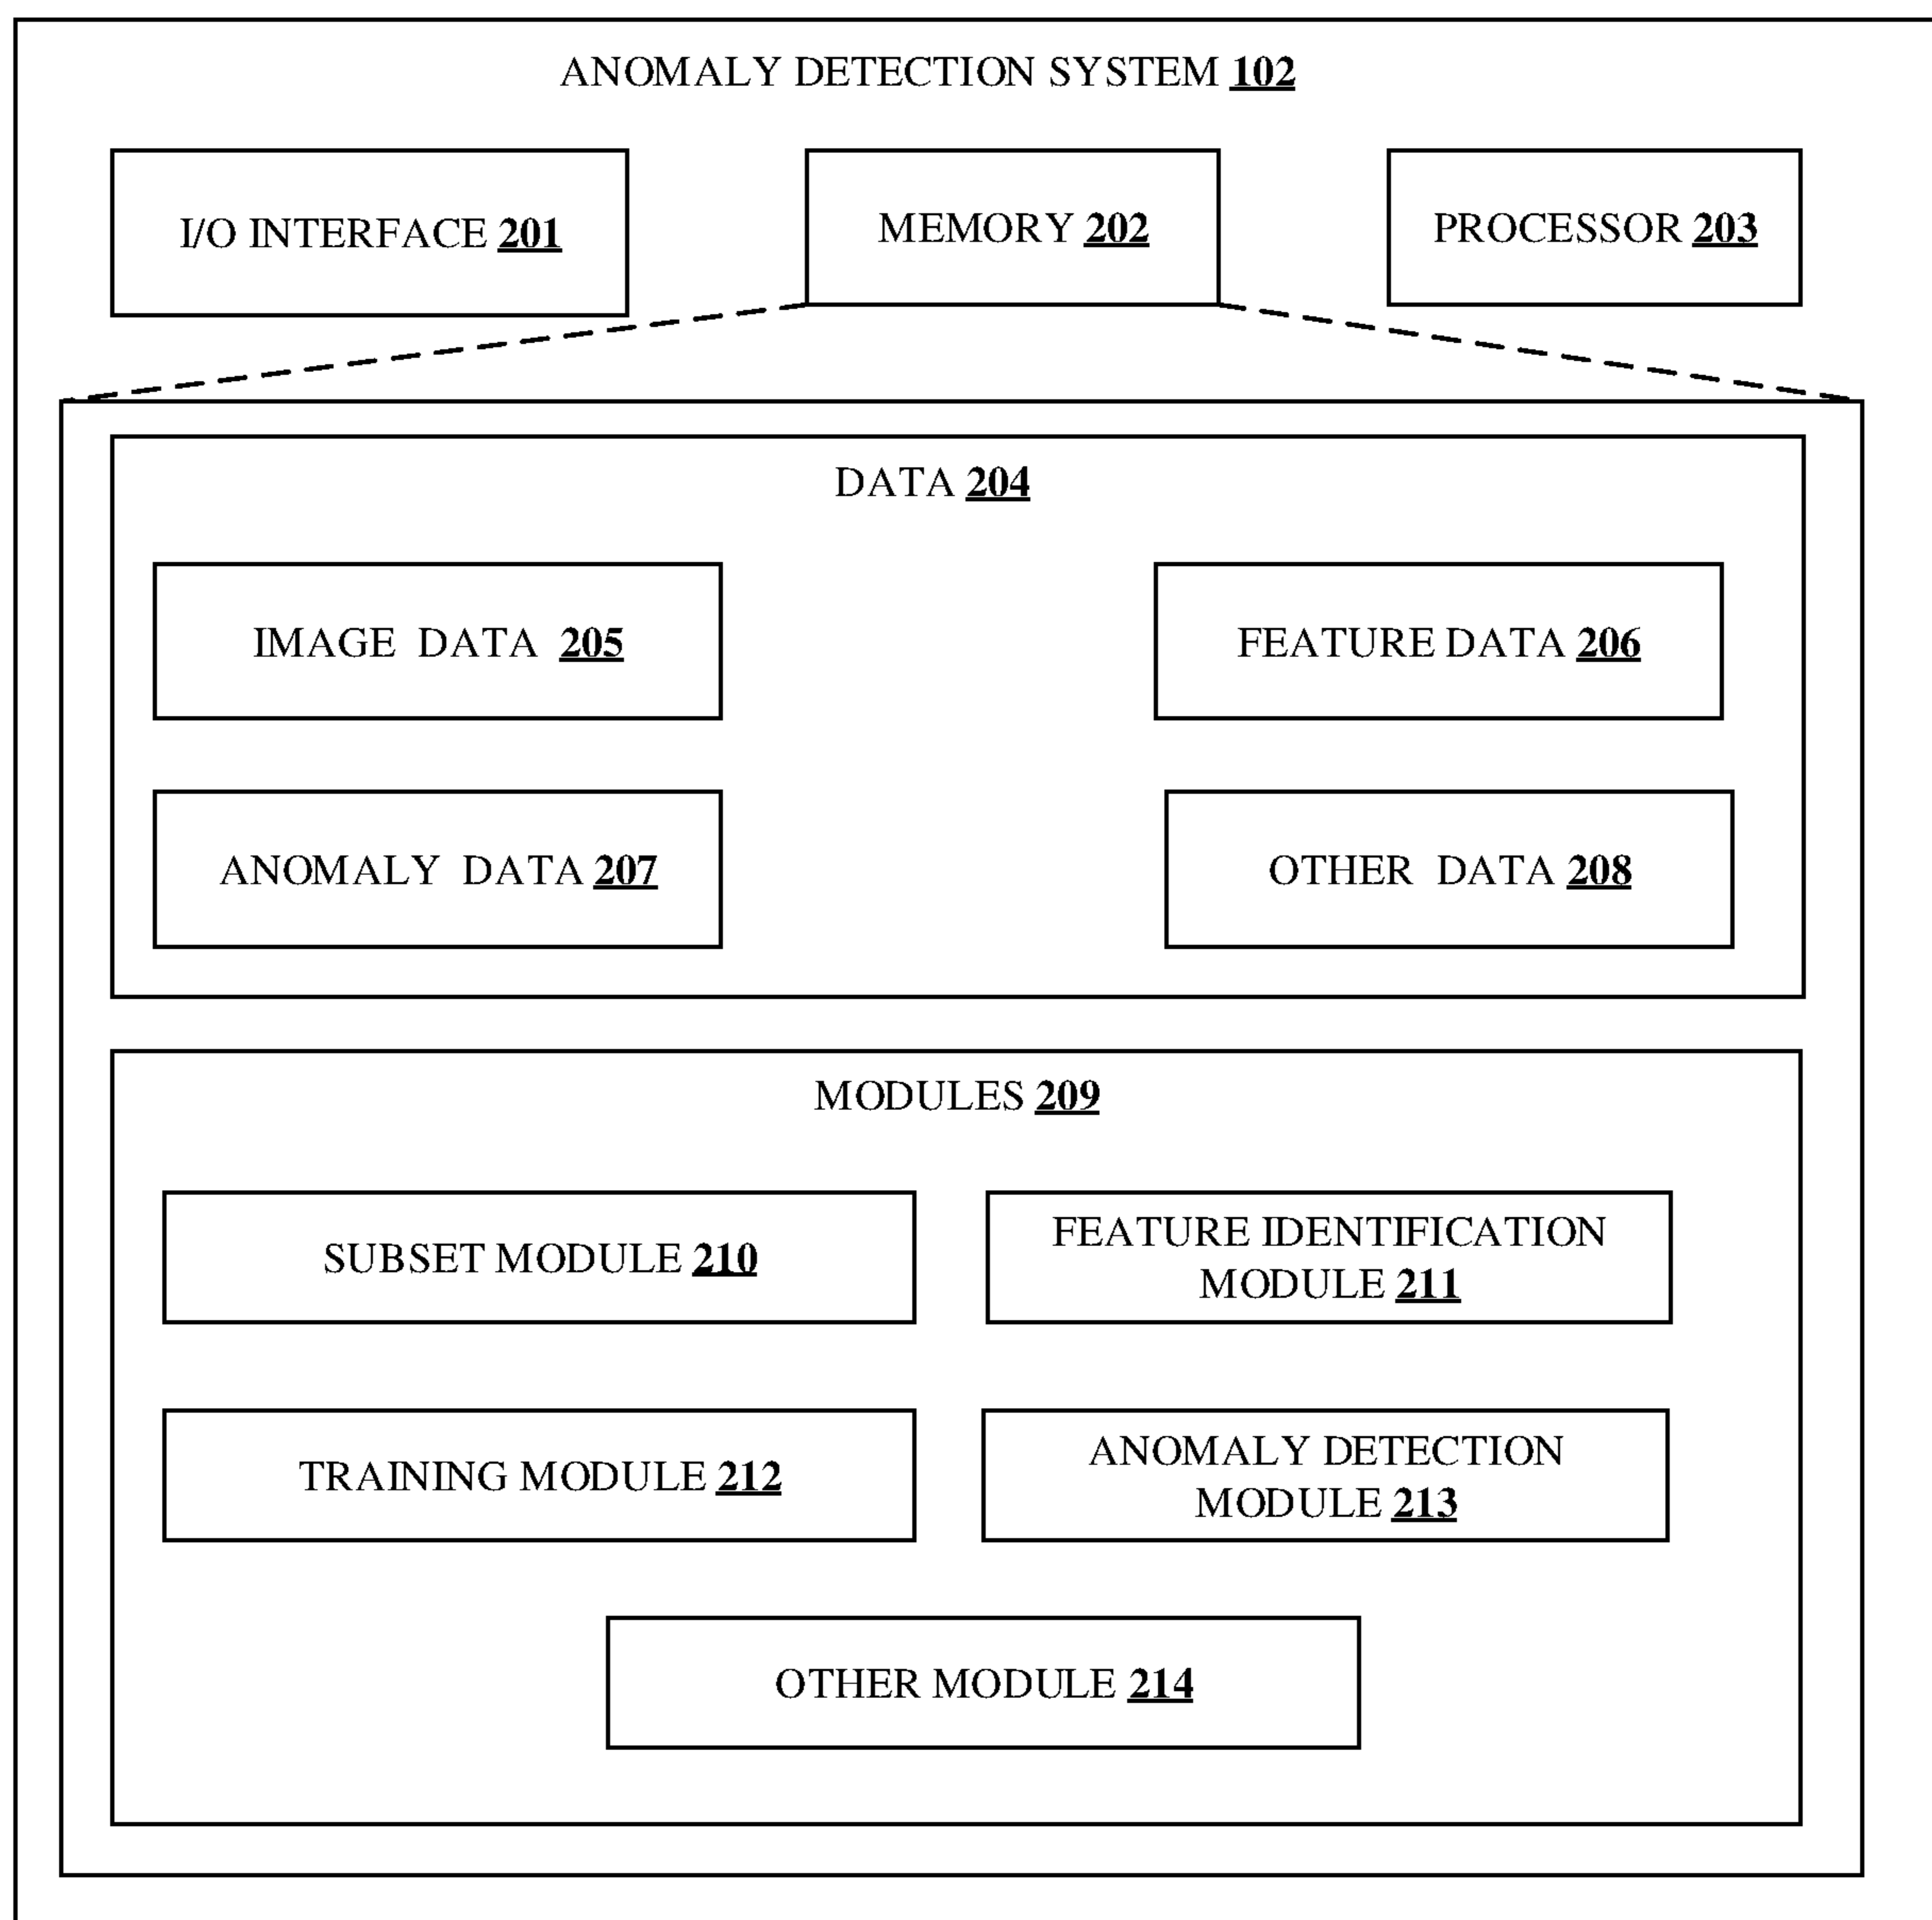 ANOMALY DETECTION SYSTEM 102
I/O INTERFACE 201
MEMORY 202
PROCESSOR 203
DATA 204
IMAGE DATA 205
FEATURE DATA 206
ANOMALY DATA 207
OTHER DATA 208
MODULES 209
SUBSET MODULE 210
FEATURE IDENTIFICATION
MODULE 211
TRAINING MODULE 212
ANOMALY DETECTION
MODULE 213
OTHER MODULE 214